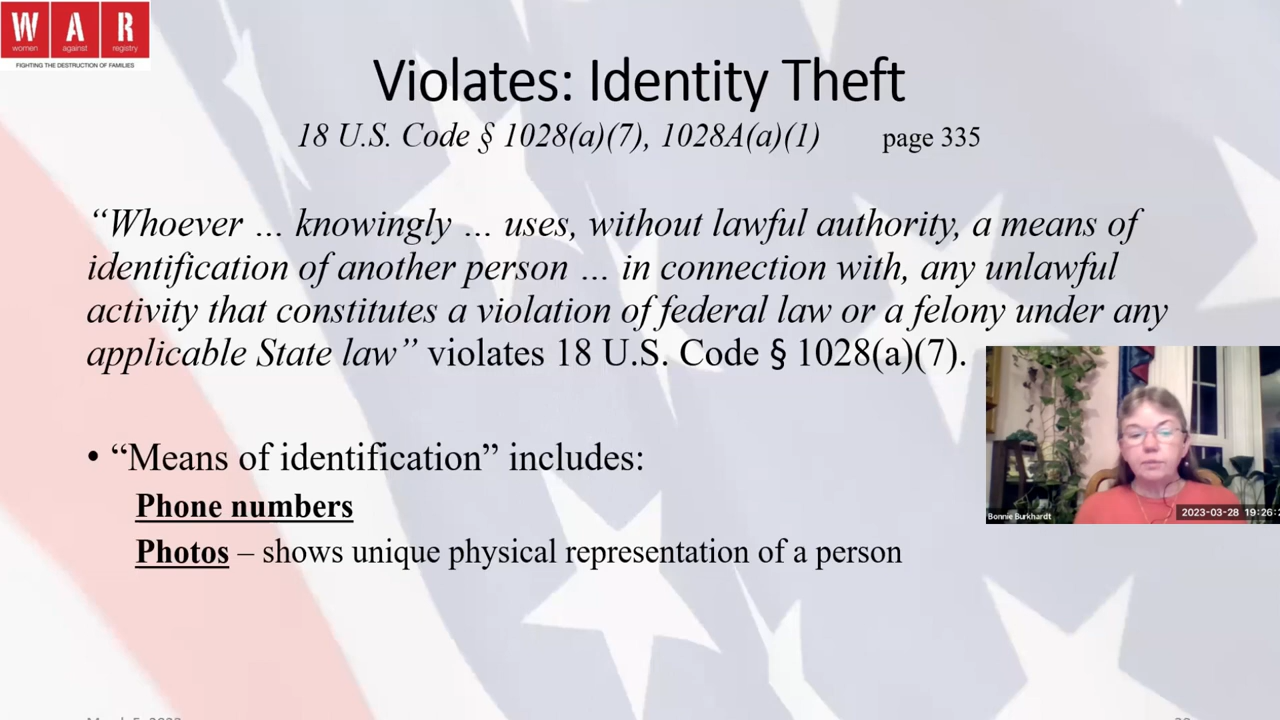 W A R
women against registry
FIGHTING THE DESTRUCTION OF FAMILIES
Violates: Identity Theft
18 U.S. Code § 1028(a)(7), 1028A(a)(1) page 335
“Whoever … knowingly … uses, without lawful authority, a means of
identification of another person … in connection with, any unlawful
activity that constitutes a violation of federal law or a felony under any
applicable State law” violates 18 U.S. Code § 1028(a)(7).
• “Means of identification” includes:
Phone numbers
Photos – shows unique physical representation of a person
Bonnie Burkhardt
2023-03-28 19:26:2